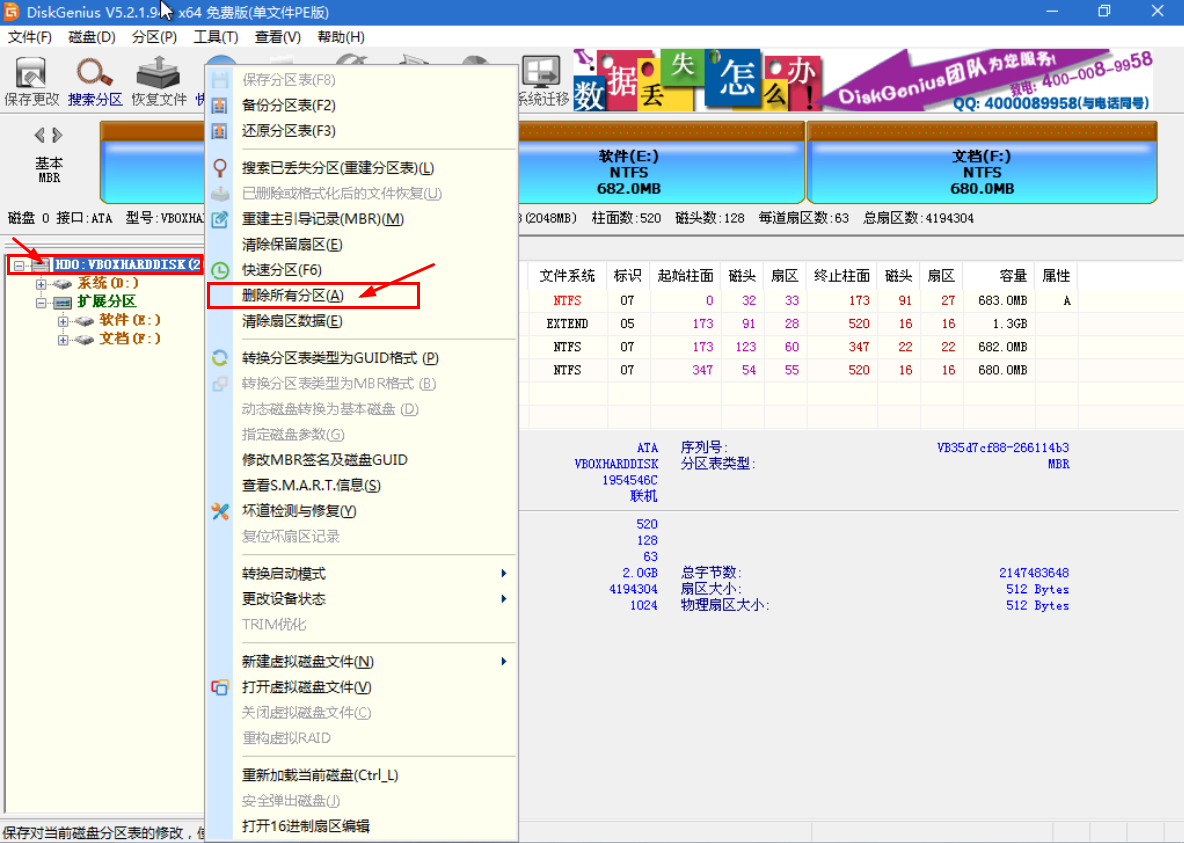 DiskGenius V5.2.1.94 x64 免费版(单文件PE版)
文件(F) 磁盘(D) 分区(P) 工具(T) 查看(V) 帮助(H)
保存更改 搜索分区 恢复文件 快 系统迁移
数据丢失怎么办!
DiskGenius团队为您服务!
致电: 400-008-9958
QQ: 4000089958(与电话同号)
基本
MBR
软件(E:)
NTFS
682.0MB
文档(F:)
NTFS
680.0MB
磁盘 0 接口:ATA 型号:VBOXHA (2048MB) 柱面数:520 磁头数:128 每道扇区数:63 总扇区数:4194304
HD0:VBOXHARDDISK(2
系统(D:)
扩展分区
软件(E:)
文档(F:)
保存分区表(F8)
备份分区表(F2)
还原分区表(F3)
搜索已丢失分区(重建分区表)(L)
已删除或格式化后的文件恢复(U)
重建主引导记录(MBR)(M)
清除保留扇区(E)
快速分区(F6)
删除所有分区(A)
清除扇区数据(E)
转换分区表类型为GUID格式 (P)
转换分区表类型为MBR格式 (B)
动态磁盘转换为基本磁盘 (D)
指定磁盘参数(G)
修改MBR签名及磁盘GUID
查看S.M.A.R.T.信息(S)
坏道检测与修复(Y)
复位坏扇区记录
转换启动模式
更改设备状态
TRIM优化
新建虚拟磁盘文件(N)
打开虚拟磁盘文件(V)
关闭虚拟磁盘文件(C)
重构虚拟RAID
重新加载当前磁盘(Ctrl_L)
安全弹出磁盘(J)
打开16进制扇区编辑
文件系统 标识 起始柱面 磁头 扇区 终止柱面 磁头 扇区 容量 属性
NTFS 07 0 32 33 173 91 27 683.0MB A
EXTEND 05 173 91 28 520 16 16 1.3GB
NTFS 07 173 123 60 347 22 22 682.0MB
NTFS 07 347 54 55 520 16 16 680.0MB
ATA 序列号: VB35d7cf88-266114b3
VBOXHARDDISK 分区表类型: MBR
1954546C
联机
520
128
63
2.0GB 总字节数: 2147483648
4194304 扇区大小: 512 Bytes
1024 物理扇区大小: 512 Bytes
保存对当前磁盘分区表的修改，使